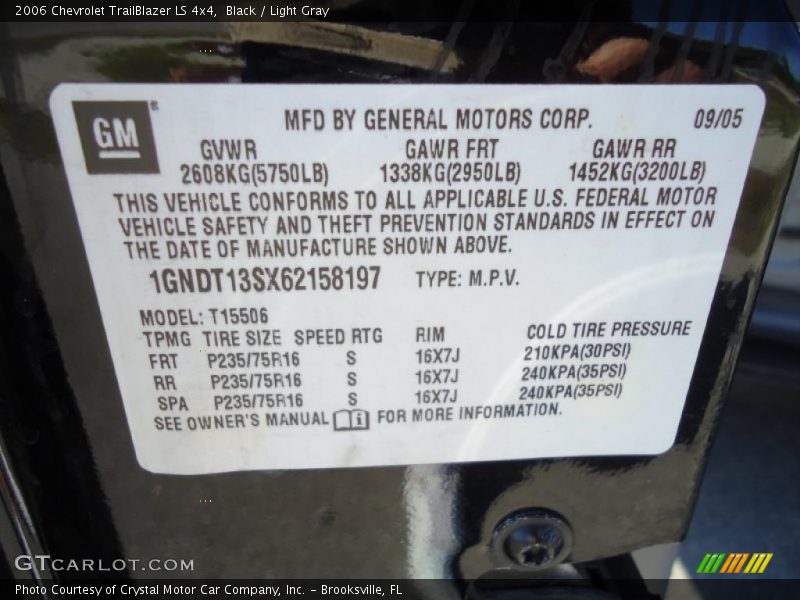 2006 Chevrolet TrailBlazer LS 4x4, Black / Light Gray
GM®
MFD BY GENERAL MOTORS CORP. 09/05
GVWR GAWR FRT GAWR RR
2608KG(5750LB) 1338KG(2950LB) 1452KG(3200LB)
THIS VEHICLE CONFORMS TO ALL APPLICABLE U.S. FEDERAL MOTOR
VEHICLE SAFETY AND THEFT PREVENTION STANDARDS IN EFFECT ON
THE DATE OF MANUFACTURE SHOWN ABOVE.
1GNDT13SX62158197 TYPE: M.P.V.
MODEL: T15506
TPMG TIRE SIZE SPEED RTG RIM COLD TIRE PRESSURE
FRT P235/75R16 S 16X7J 210KPA(30PSI)
RR P235/75R16 S 16X7J 240KPA(35PSI)
SPA P235/75R16 S 16X7J 240KPA(35PSI)
SEE OWNER'S MANUAL i FOR MORE INFORMATION.
GTCARLOT.COM
Photo Courtesy of Crystal Motor Car Company, Inc. – Brooksville, FL